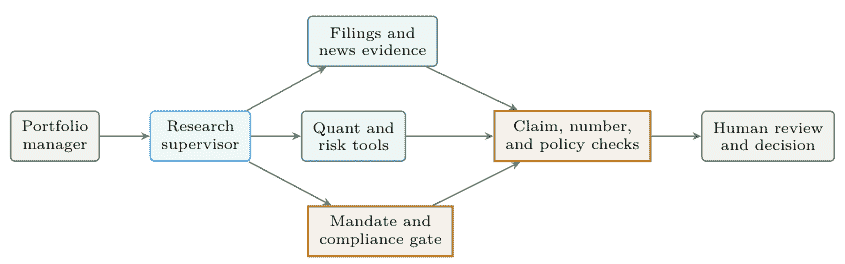 Filings and
news evidence
Portfolio
manager
Research
supervisor
Quant and
risk tools
Claim, number,
and policy checks
Human review
and decision
Mandate and
compliance gate